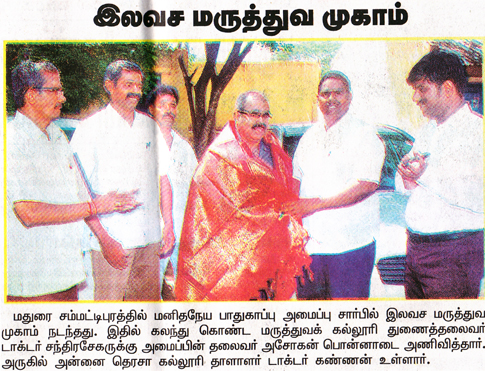 இலவச மருத்துவ முகாம்
மதுரை சம்மட்டிபுரத்தில் மனிதநேய பாதுகாப்பு அமைப்பு சார்பில் இலவச மருத்துவ
முகாம் நடந்தது. இதில் கலந்து கொண்ட மருத்துவக் கல்லூரி துணைத்தலைவர்
டாக்டர் சந்திரசேகருக்கு அமைப்பின் தலைவர் அசோகன் பொன்னாடை அணிவித்தார்.
அருகில் அன்னை தெரசா கல்லூரி தாளாளர் டாக்டர் கண்ணன் உள்ளார்.